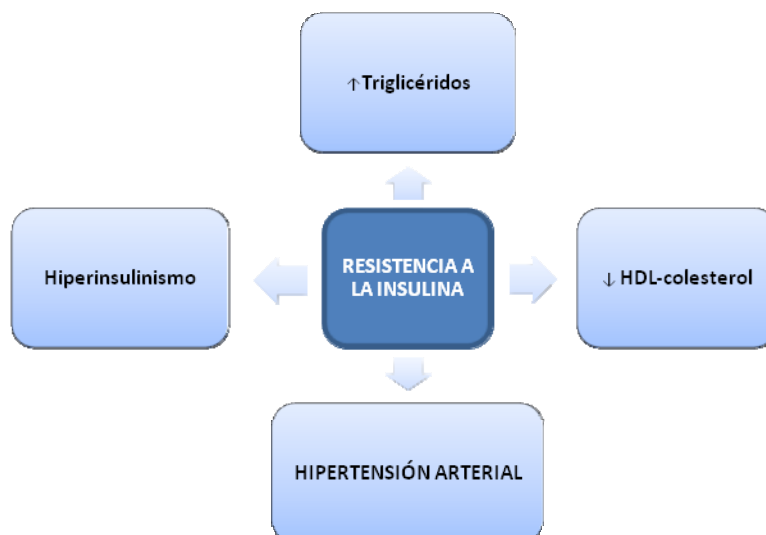 ↑Triglicéridos
Hiperinsulinismo
RESISTENCIA A
LA INSULINA
↓ HDL-colesterol
HIPERTENSIÓN ARTERIAL